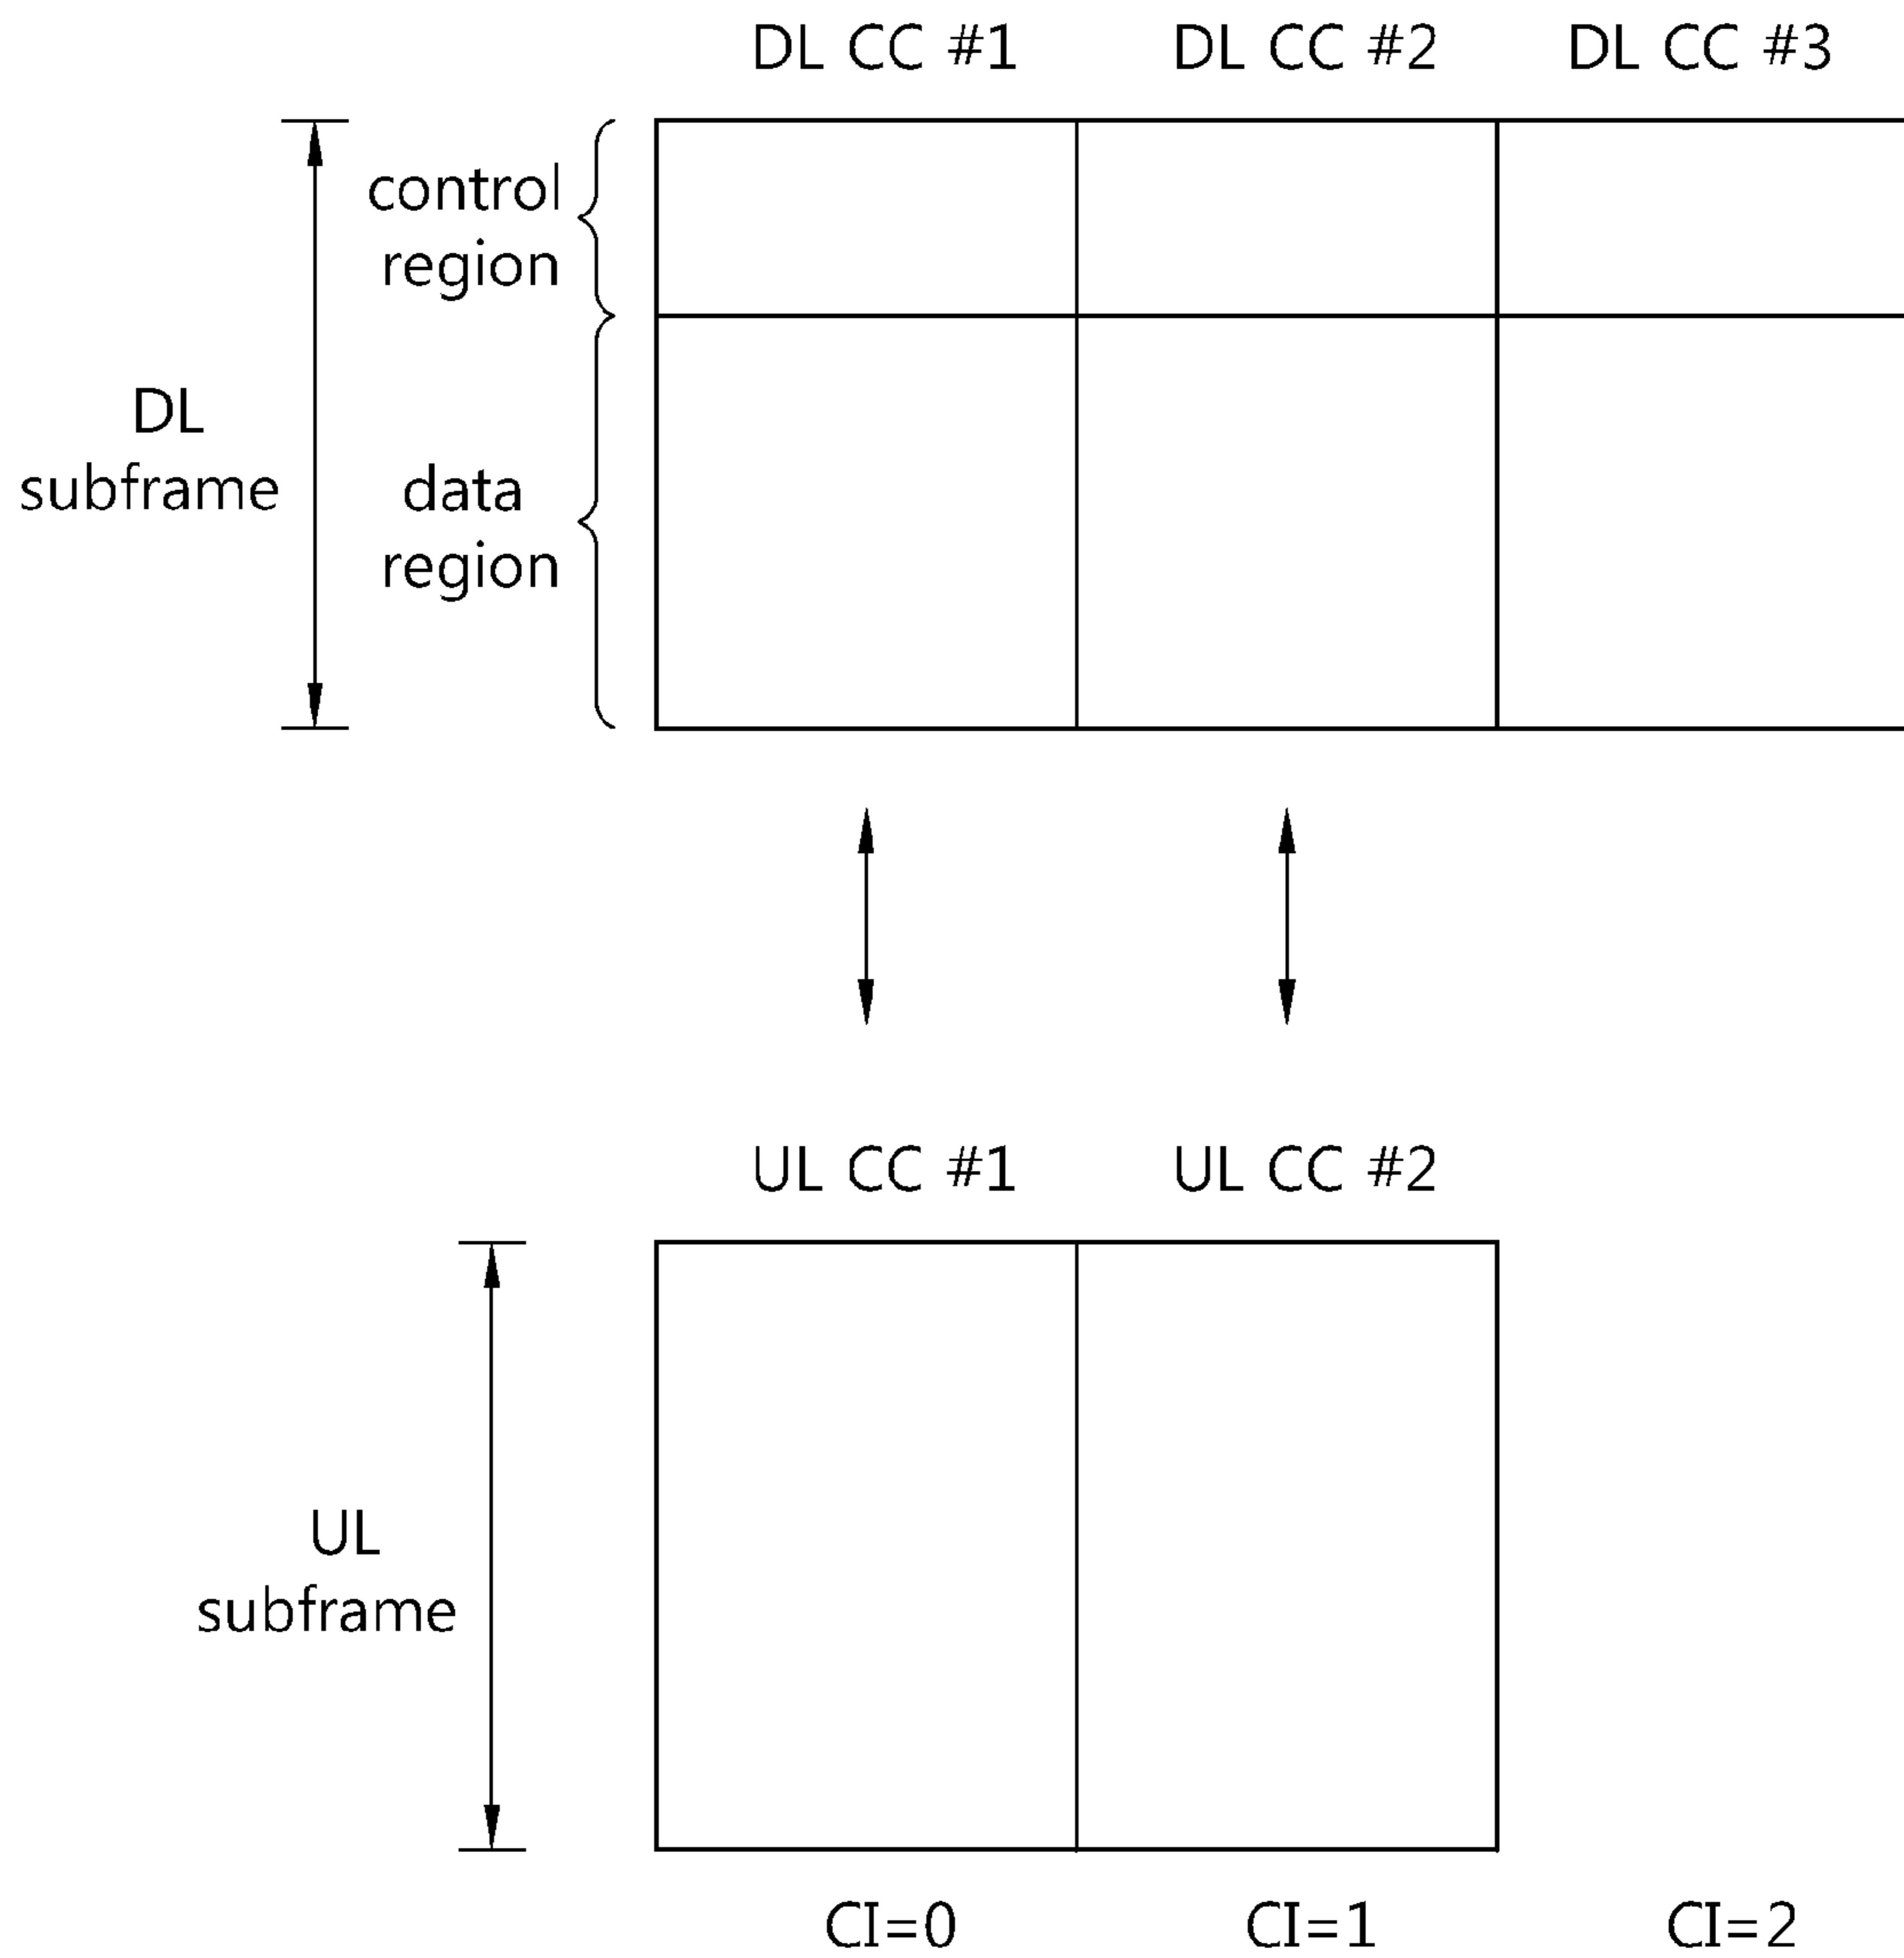 DL CC #1 DL CC #2 DL CC #3
control
region
DL
subframe
data
region
UL CC #1 UL CC #2
UL
subframe
CI=0 CI=1 CI=2